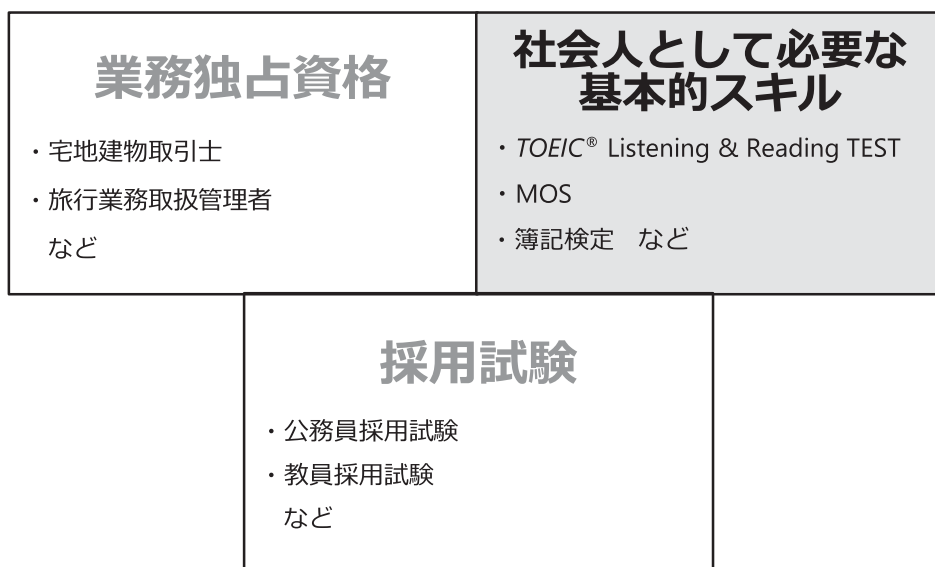 業務独占資格
・宅地建物取引士
・旅行業務取扱管理者
など
社会人として必要な
基本的スキル
・TOEIC® Listening & Reading TEST
・MOS
・簿記検定　など
採用試験
・公務員採用試験
・教員採用試験
など